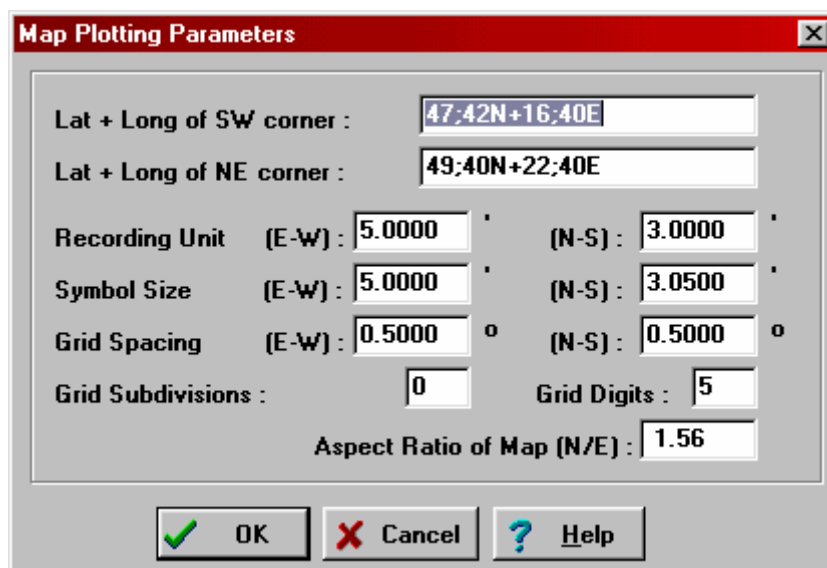 Map Plotting Parameters
Lat + Long of SW corner : 47;42N+16;40E
Lat + Long of NE corner : 49;40N+22;40E
Recording Unit (E-W) : 5.0000 ' (N-S) : 3.0000 '
Symbol Size (E-W) : 5.0000 ' (N-S) : 3.0500 '
Grid Spacing (E-W) : 0.5000 o (N-S) : 0.5000 o
Grid Subdivisions : 0 Grid Digits : 5
Aspect Ratio of Map (N/E) : 1.56
OK Cancel ? Help